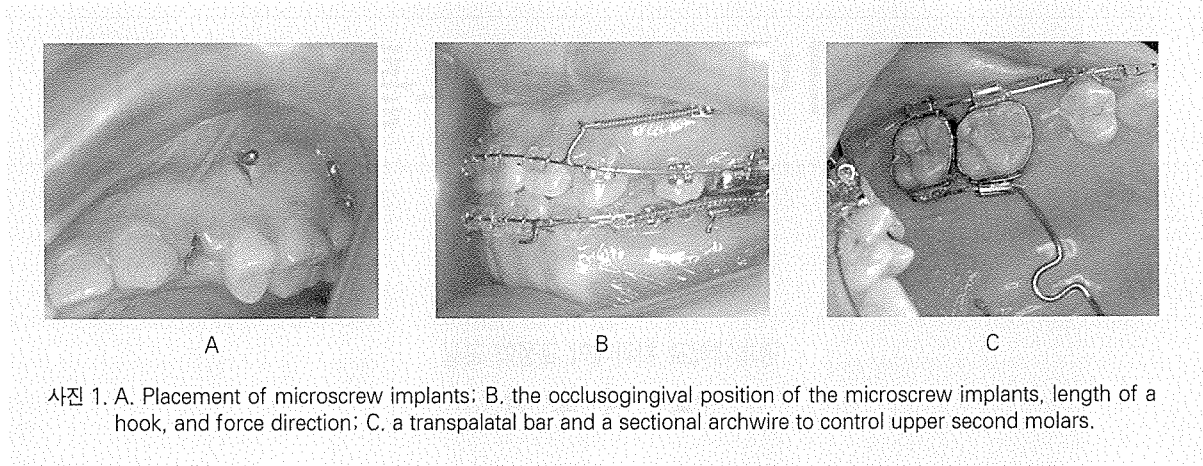 A
B
C
사진 1. A. Placement of microscrew implants; B. the occlusogingival position of the microscrew implants, length of a
hook, and force direction; C. a transpalatal bar and a sectional archwire to control upper second molars.